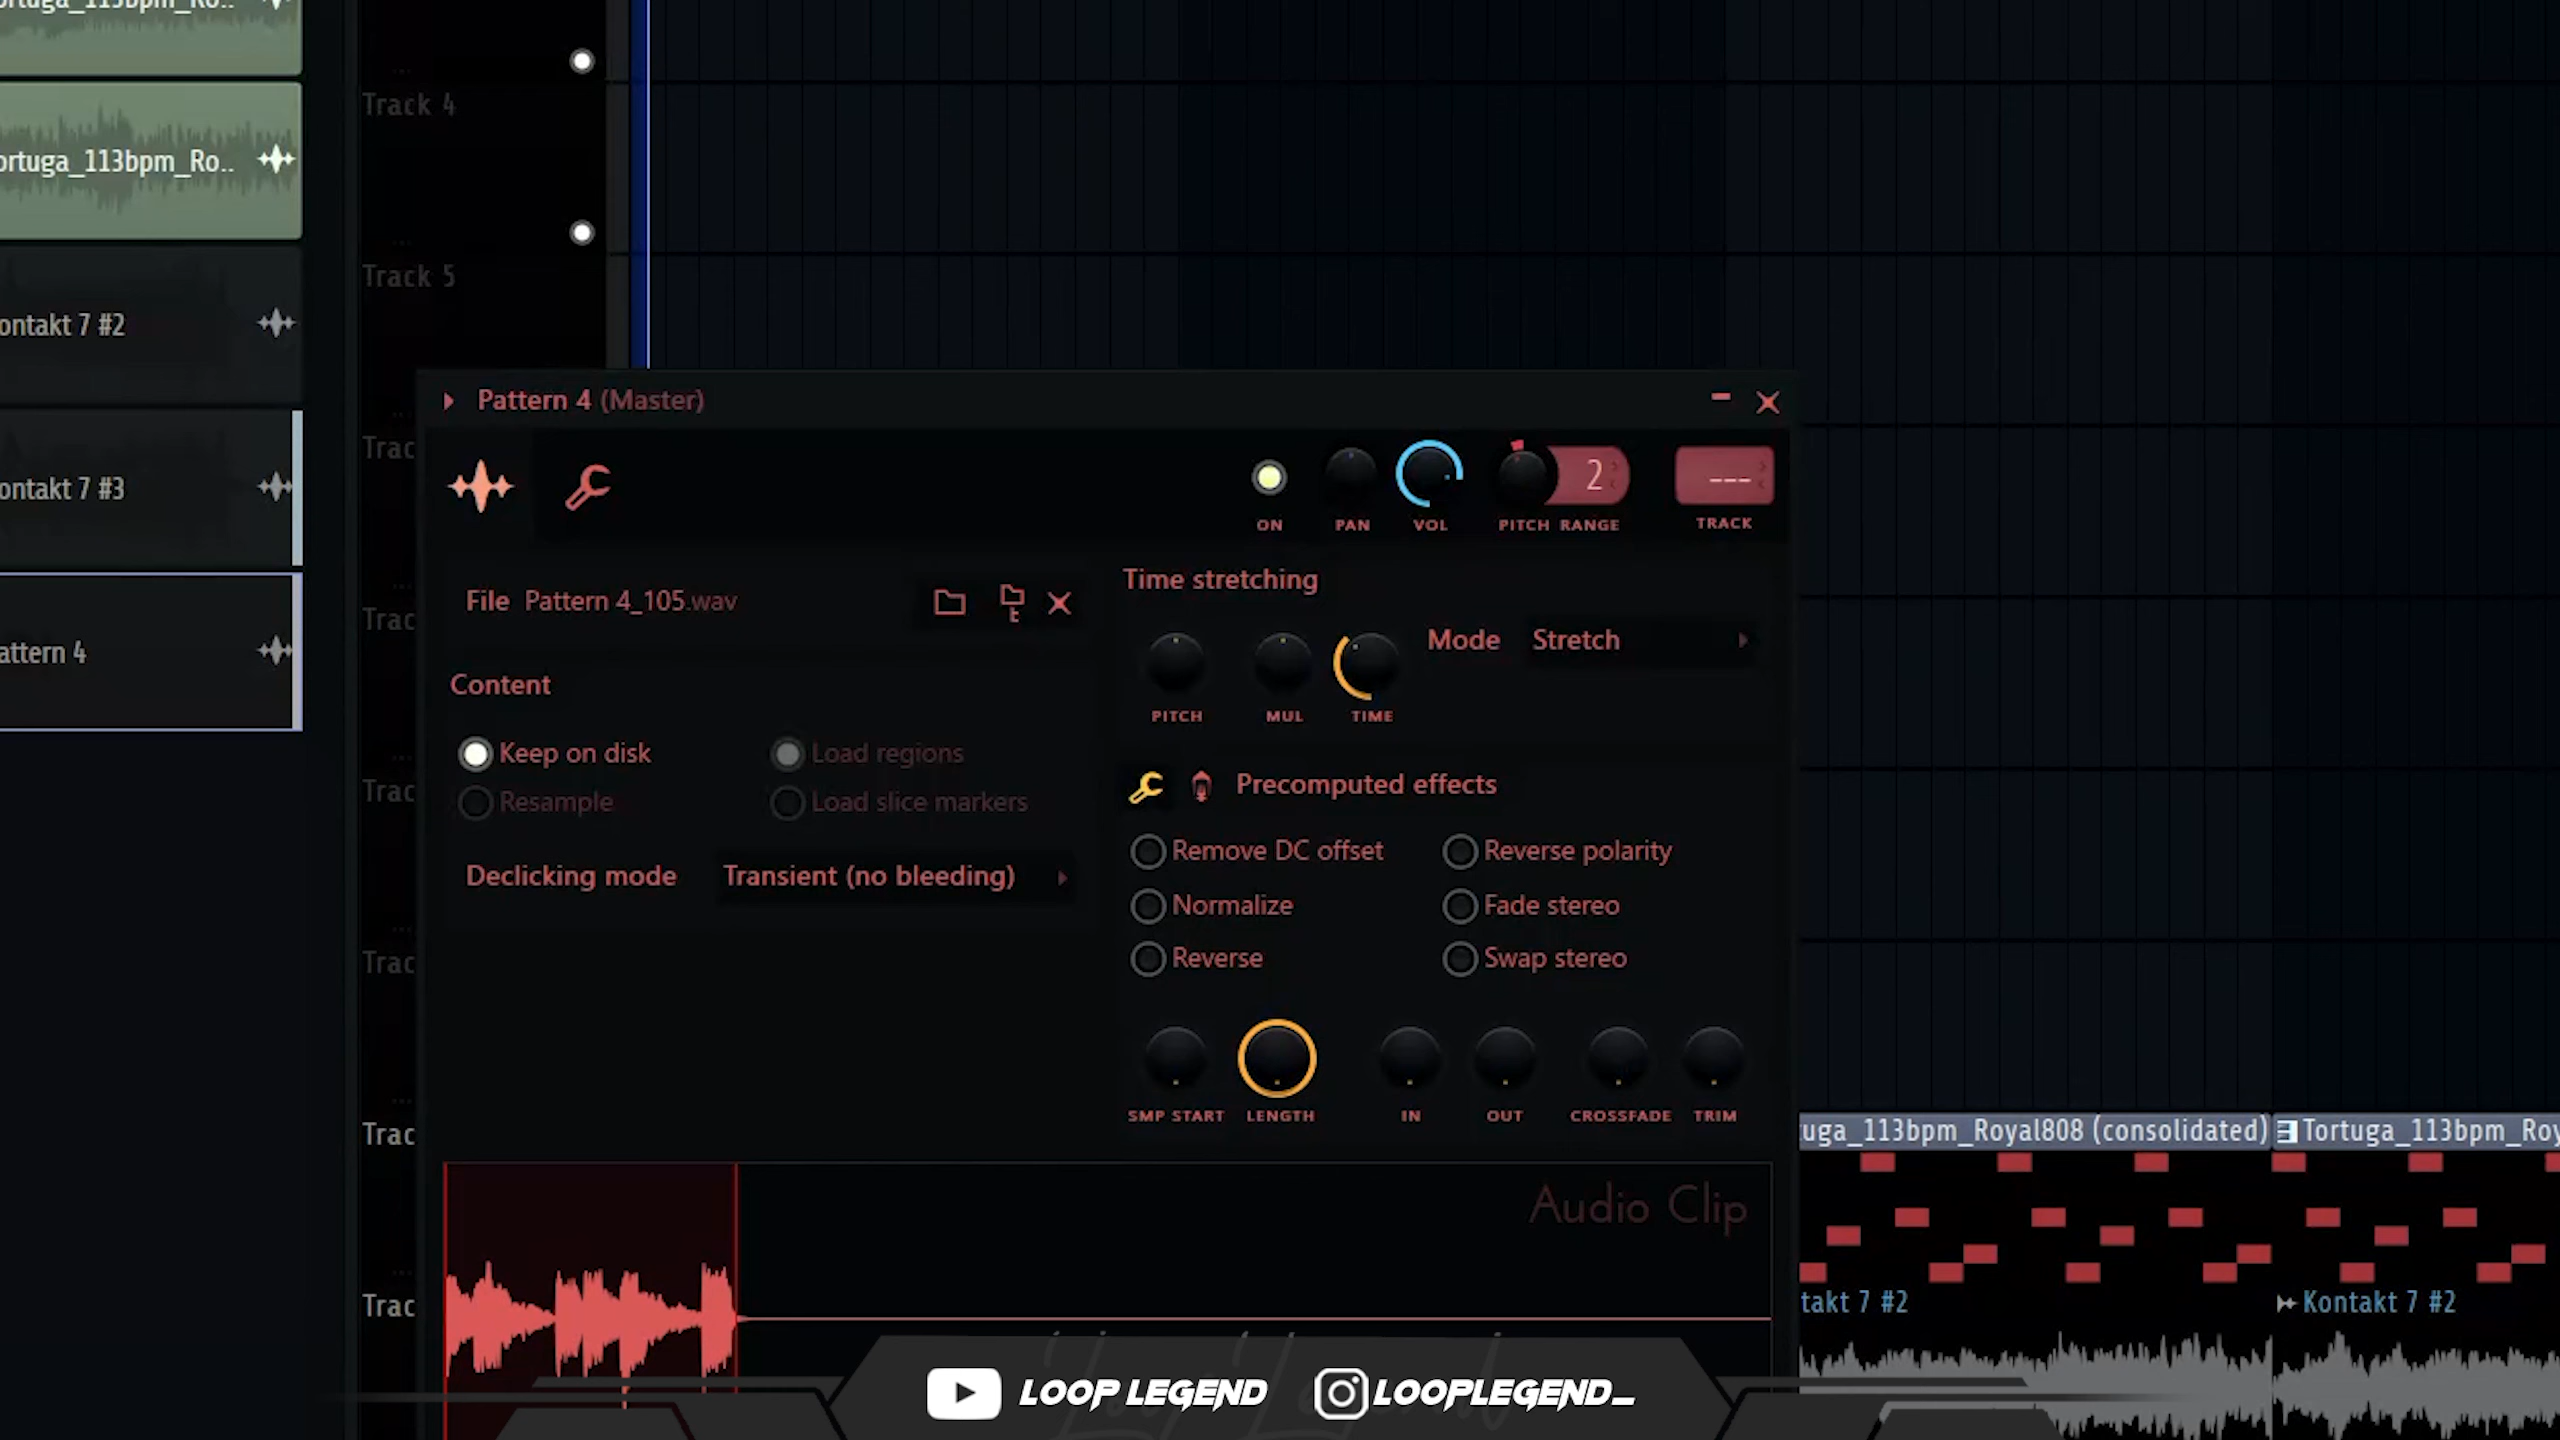 ortuga_113bpm_Ro..
Track 4
ortuga_113bpm_Ro..
Track 5
ontakt 7 #2
Pattern 4 (Master)
Trac
ontakt 7 #3
2
---
ON PAN VOL PITCH RANGE TRACK
Time stretching
File Pattern 4_105.wav
Trac
Mode Stretch
attern 4
Content
PITCH MUL TIME
Keep on disk Load regions
Trac
Precomputed effects
Resample Load slice markers
Remove DC offset Reverse polarity
Declicking mode Transient (no bleeding)
Normalize Fade stereo
Trac
Reverse Swap stereo
SMP START LENGTH IN OUT CROSSFADE TRIM
Trac
uga_113bpm_Royal808 (consolidated) Tortuga_113bpm_Roy
Audio Clip
Trac
takt 7 #2 Kontakt 7 #2
LOOP LEGEND LOOPLEGEND_